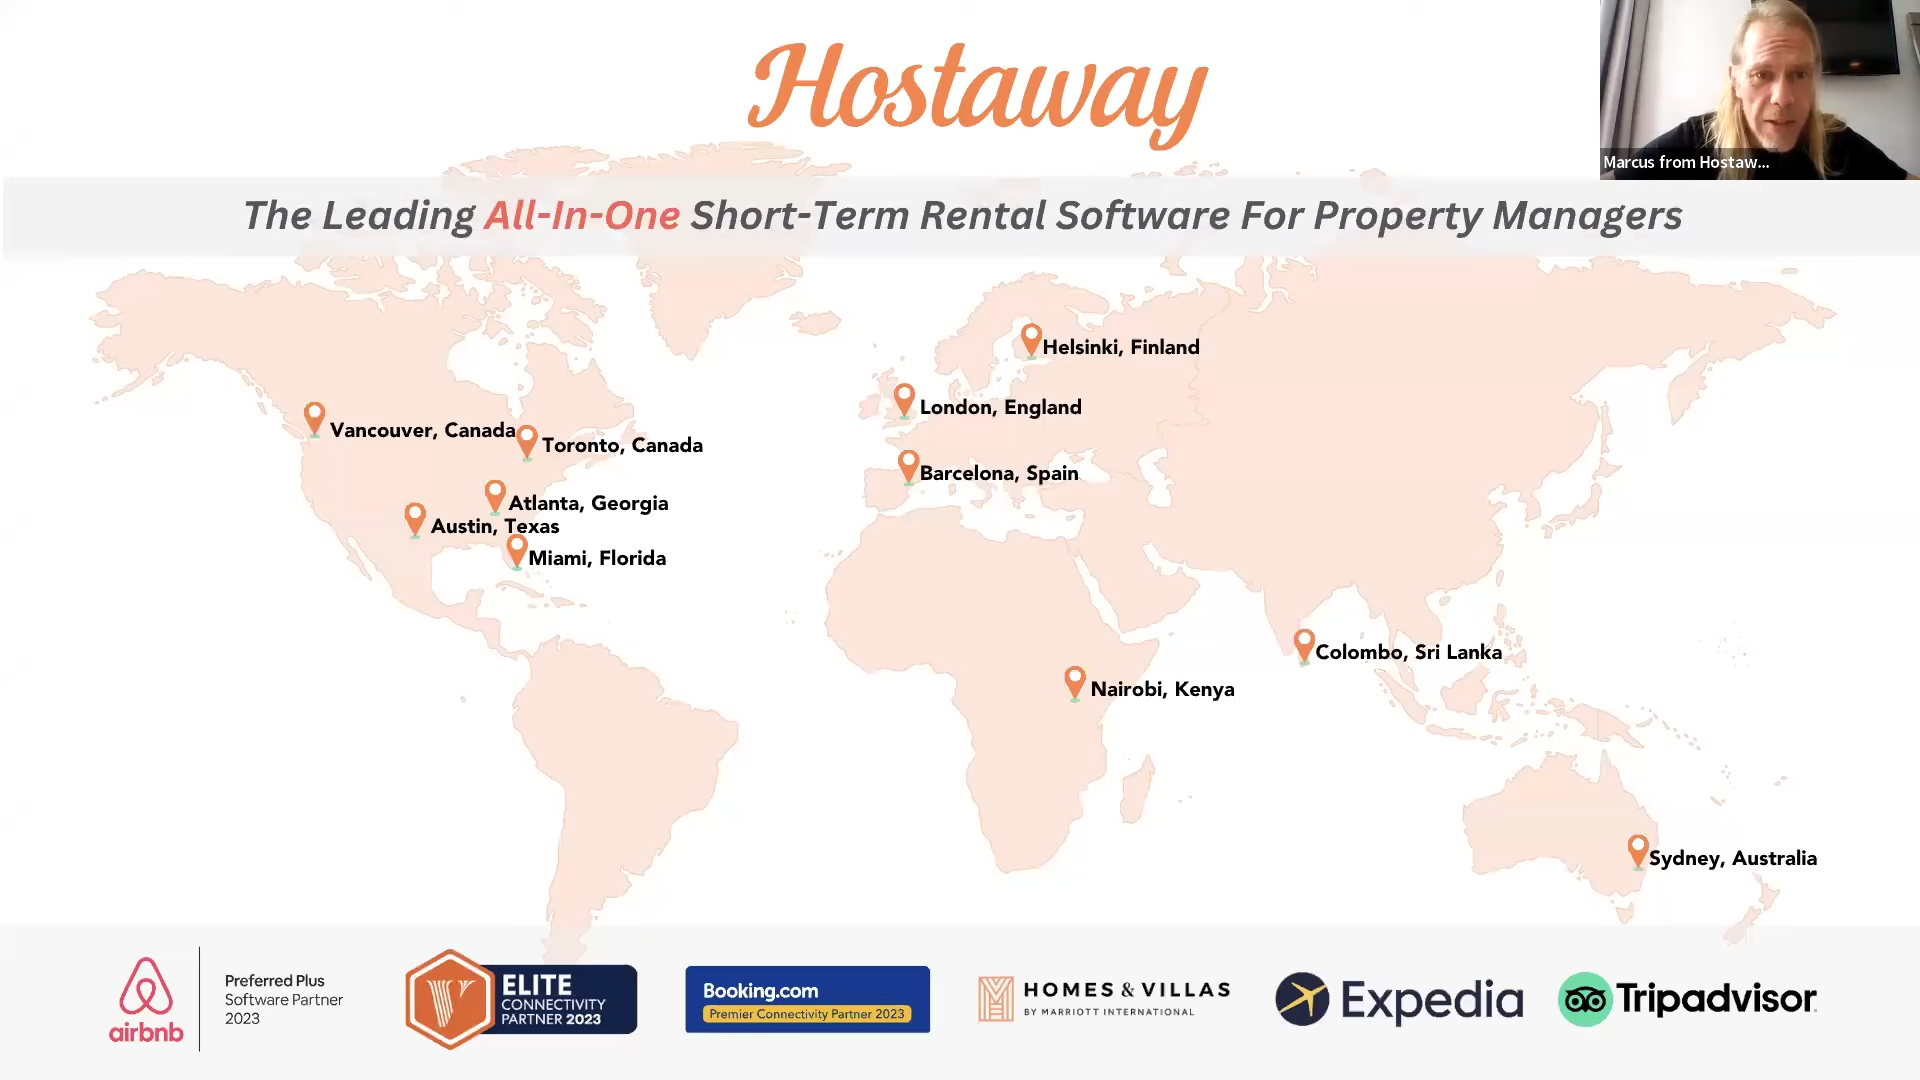 Hostaway
Marcus from Hostaw...
The Leading All-In-One Short-Term Rental Software For Property Managers
Helsinki, Finland
London, England
Vancouver, Canada
Toronto, Canada
Barcelona, Spain
Atlanta, Georgia
Austin, Texas
Miami, Florida
Colombo, Sri Lanka
Nairobi, Kenya
Sydney, Australia
airbnb
Preferred Plus
Software Partner
2023
V
ELITE
CONNECTIVITY
PARTNER 2023
Booking.com
Premier Connectivity Partner 2023
HOMES & VILLAS
BY MARRIOTT INTERNATIONAL
Expedia
Tripadvisor